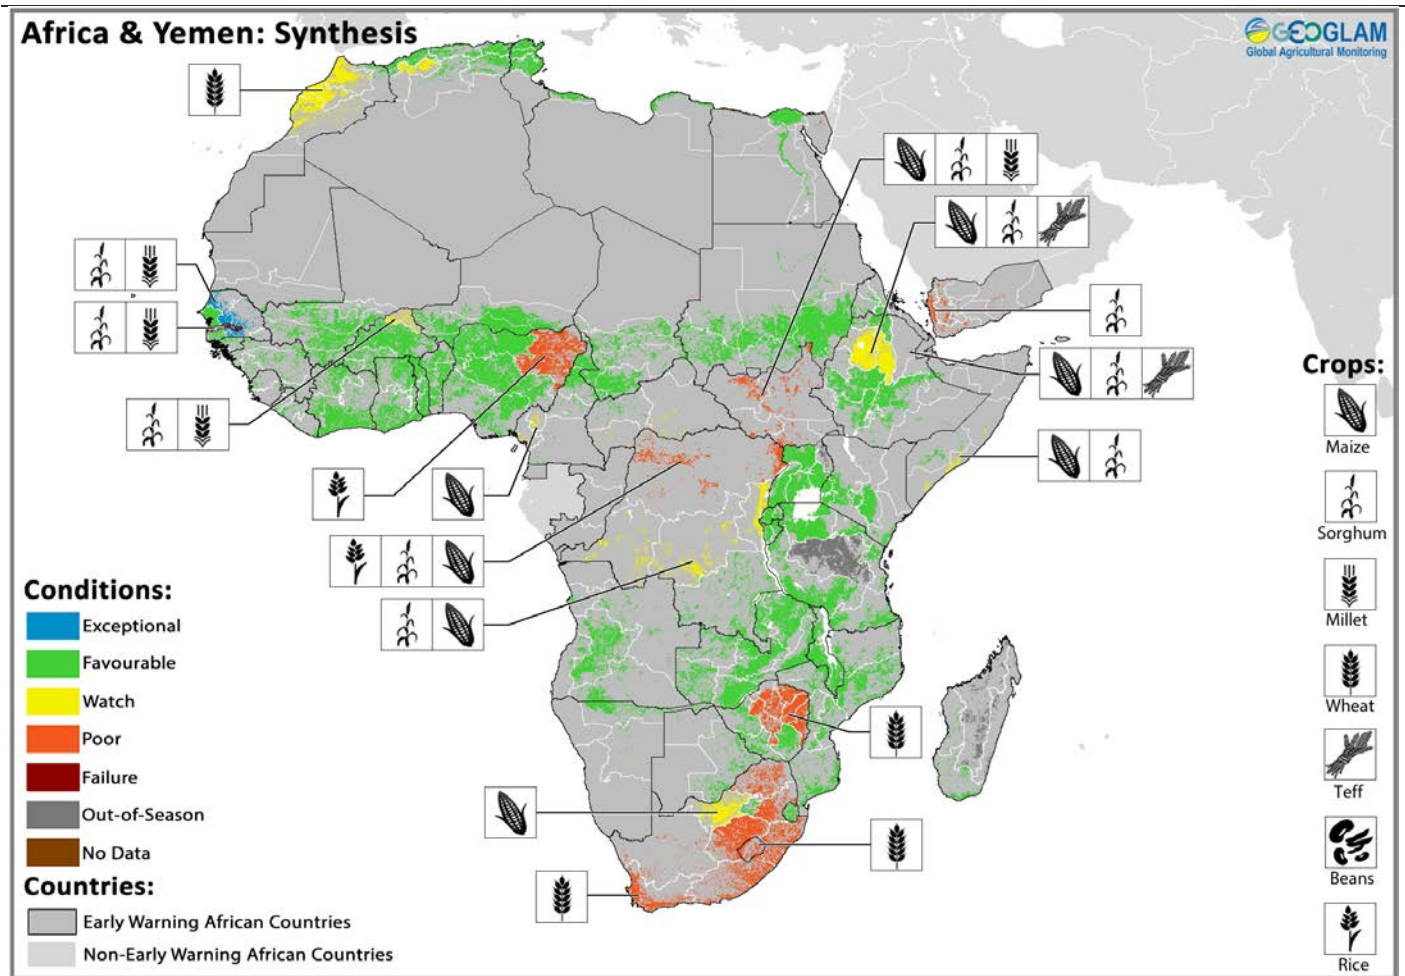 Africa & Yemen: Synthesis
GEOGLAM
Global Agricultural Monitoring
Crops:
Maize
Sorghum
Millet
Wheat
Teff
Beans
Rice
Conditions:
Exceptional
Favourable
Watch
Poor
Failure
Out-of-Season
No Data
Countries:
Early Warning African Countries
Non-Early Warning African Countries